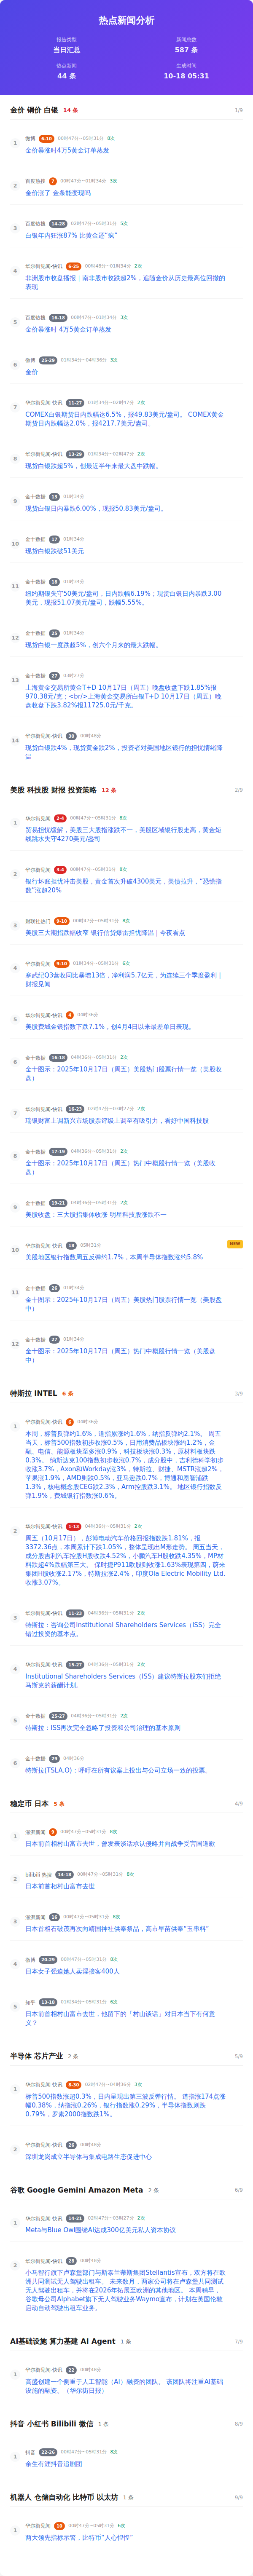 热点新闻分析
报告类型
新闻总数
当日汇总
587 条
热点新闻
生成时间
44 条
10-18 05:31
金价 铜价 白银 14 条 1/9
1
微博 6-10 00时47分~05时31分 8次
金价暴涨时4万5黄金订单蒸发
2
百度热搜 7 00时47分~01时34分 3次
金价涨了 金条能变现吗
3
百度热搜 14-28 02时47分~05时31分 5次
白银年内狂涨87% 比黄金还“疯”
4
华尔街见闻-快讯 6-25 00时48分~01时34分 2次
非洲股市收盘播报｜南非股市收跌超2%，追随金价从历史最高位回撤的
表现
5
百度热搜 16-18 00时47分~01时34分 3次
金价暴涨时 4万5黄金订单蒸发
6
微博 25-29 01时34分~04时36分 3次
金价
7
华尔街见闻-快讯 11-27 01时34分~01时47分 2次
COMEX白银期货日内跌幅达6.5%，报49.83美元/盎司。 COMEX黄金
期货日内跌幅达2.0%，报4217.7美元/盎司。
8
华尔街见闻-快讯 13-29 01时34分~01时47分 2次
现货白银跌超5%，创最近半年来最大盘中跌幅。
9
金十数据 13 01时34分
现货白银日内暴跌6.00%，现报50.83美元/盎司。
10
金十数据 17 01时34分
现货白银跌破51美元
11
金十数据 18 01时34分
纽约期银失守50美元/盎司，日内跌幅6.19%；现货白银日内暴跌3.00
美元，现报51.07美元/盎司，跌幅5.55%。
12
金十数据 25 01时34分
现货白银一度跌超5%，创六个月来的最大跌幅。
13
金十数据 27 03时27分
上海黄金交易所黄金T+D 10月17日（周五）晚盘收盘下跌1.85%报
970.38元/克；<br/>上海黄金交易所白银T+D 10月17日（周五）晚
盘收盘下跌3.82%报11725.0元/千克。
14
华尔街见闻-快讯 30 00时48分
现货白银跌4%，现货黄金跌2%，投资者对美国地区银行的担忧情绪降
温
美股 科技股 财报 投资策略 12 条 2/9
1
华尔街见闻 2-4 00时47分~05时31分 8次
贸易担忧缓解，美股三大股指涨跌不一，美股区域银行股走高，黄金短
线跳水失守4270美元/盎司
2
华尔街见闻 3-4 00时47分~05时31分 8次
银行坏账担忧冲击美股，黄金首次升破4300美元，美债拉升，“恐慌指
数”涨超20%
3
财联社热门 9-10 00时47分~05时31分 8次
美股三大期指跌幅收窄 银行信贷爆雷担忧降温 | 今夜看点
4
华尔街见闻 9-10 01时34分~05时31分 6次
寒武纪Q3营收同比暴增13倍，净利润5.7亿元，为连续三个季度盈利 |
财报见闻
5
华尔街见闻-快讯 4 04时36分
美股费城金银指数下跌7.1%，创4月4日以来最差单日表现。
6
金十数据 16-18 04时36分~05时31分 2次
金十图示：2025年10月17日（周五）美股热门股票行情一览（美股收
盘）
7
华尔街见闻-快讯 16-23 02时47分~02时27分 2次
瑞银财富上调新兴市场股票评级上调至有吸引力，看好中国科技股
8
金十数据 17-19 04时36分~05时31分 2次
金十图示：2025年10月17日（周五）热门中概股行情一览（美股收
盘）
9
金十数据 19-21 04时36分~05时31分 2次
美股收盘：三大股指集体收涨 明星科技股涨跌不一
10
华尔街见闻-快讯 18 05时31分 NEW
美股地区银行指数周五反弹约1.7%，本周半导体指数涨约5.8%
11
金十数据 26 01时34分
金十图示：2025年10月17日（周五）美股热门股票行情一览（美股盘
中）
12
金十数据 27 01时34分
金十图示：2025年10月17日（周五）热门中概股行情一览（美股盘
中）
特斯拉 INTEL 6 条 3/9
1
华尔街见闻-快讯 8 04时36分
本周，标普反弹约1.6%，道指累涨约1.6%，纳指反弹约2.1%。 周五
当天，标普500指数初步收涨0.5%，日用消费品板块初步收涨约1.2%，金
融、电信、能源板块至多涨0.9%，科技板块涨0.3%，原材料板块跌
0.3%。 纳斯达克100指数初步收涨0.7%，成分股中，吉利德科学初步
收涨3.7%，Axon和Workday涨3%，特斯拉、财捷、MSTR涨超2%，
苹果涨1.9%，AMD则跌0.5%，亚马逊跌0.7%，博通和恩智浦跌
1.3%，核电概念股CEG跌2.3%，Arm控股跌3.1%。 地区银行指数反
弹1.9%，费城银行指数涨0.6%。
2
华尔街见闻-快讯 1-13 04时36分~05时31分 2次
周五（10月17日），彭博电动汽车价格回报指数跌1.81%，报
3372.36点，本周累计下跌1.05%，整体呈现出M形走势。 周五当天，
成分股吉利汽车控股H股收跌4.52%，小鹏汽车H股收跌4.35%，MP材
料跌超4%跌幅第三大， 保时捷P911欧股则收涨1.63%表现第四，蔚来
集团H股收涨2.17%，特斯拉涨2.4%，印度Ola Electric Mobility Ltd.
收涨3.07%。
3
华尔街见闻-快讯 11-23 04时36分~05时31分 2次
特斯拉：咨询公司Institutional Shareholders Services（ISS）完全
错过投资的基本点。
4
华尔街见闻-快讯 15-27 04时36分~05时31分 2次
Institutional Shareholders Services（ISS）建议特斯拉股东们拒绝
马斯克的薪酬计划。
5
金十数据 25-27 04时36分~05时31分 2次
特斯拉：ISS再次完全忽略了投资和公司治理的基本原则
6
金十数据 29 04时36分
特斯拉(TSLA.O)：呼吁在所有议案上投出与公司立场一致的投票。
稳定币 日本 5 条 4/9
1
澎湃新闻 9 00时47分~05时31分 8次
日本前首相村山富市去世，曾发表谈话承认侵略并向战争受害国道歉
2
bilibili 热搜 14-18 00时47分~05时31分 8次
日本前首相村山富市去世
3
澎湃新闻 16 00时47分~05时31分 8次
日本首相石破茂再次向靖国神社供奉祭品，高市早苗供奉“玉串料”
4
微博 20-29 00时47分~05时31分 8次
日本女子强迫她人卖淫接客400人
5
知乎 15-18 01时34分~05时31分 6次
日本前首相村山富市去世，他留下的「村山谈话」对日本当下有何意
义？
半导体 芯片产业 2 条 5/9
1
华尔街见闻-快讯 8-30 02时47分~04时36分 3次
标普500指数涨超0.3%，日内呈现出第三波反弹行情。 道指涨174点涨
幅0.38%，纳指涨0.26%，银行指数涨0.29%，半导体指数则跌
0.79%，罗素2000指数跌1%。
2
华尔街见闻-快讯 26 00时48分
深圳龙岗成立半导体与集成电路生态促进中心
谷歌 Google Gemini Amazon Meta 2 条 6/9
1
华尔街见闻-快讯 14-21 02时47分~02时27分 2次
Meta与Blue Owl围绕AI达成300亿美元私人资本协议
2
华尔街见闻-快讯 28 00时48分
小马智行旗下卢森堡部门与斯泰兰蒂斯集团Stellantis宣布，双方将在欧
洲共同测试无人驾驶出租车。 未来数月，两家公司将在卢森堡共同测试
无人驾驶出租车，并将在2026年拓展至欧洲的其他地区。 本周稍早，
谷歌母公司Alphabet旗下无人驾驶业务Waymo宣布，计划在英国伦敦
启动自动驾驶出租车业务。
AI基础设施 算力基建 AI Agent 1 条 7/9
1
华尔街见闻-快讯 22 00时48分
高盛创建一个侧重于人工智能（AI）融资的团队。 该团队将注重AI基础
设施的融资。（华尔街日报）
抖音 小红书 Bilibili 微信 1 条 8/9
1
抖音 22-26 00时47分~05时31分 8次
余生有涯抖音追剧团
机器人 仓储自动化 比特币 以太坊 1 条 9/9
1
华尔街见闻 10 00时47分~05时31分 6次
两大领先指标示警，比特币“人心惶惶”